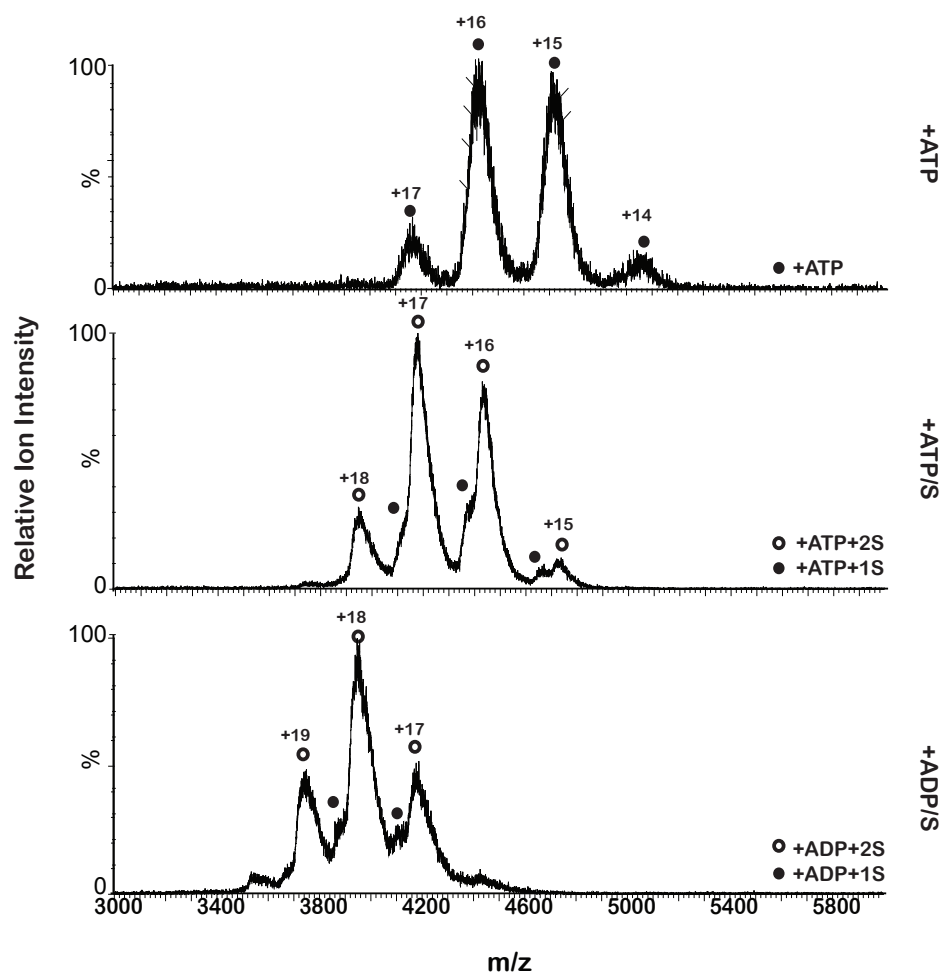 +16
+15
100
+17
+14
%
+ATP
+ATP
0
+17
100
+16
%
+18
+15
+ATP+2S
+ATP+1S
0
+ATP/S
Relative Ion Intensity
+18
100
+19
+17
%
+ADP+2S
+ADP+1S
0
+ADP/S
3000 3400 3800 4200 4600 5000 5400 5800
m/z